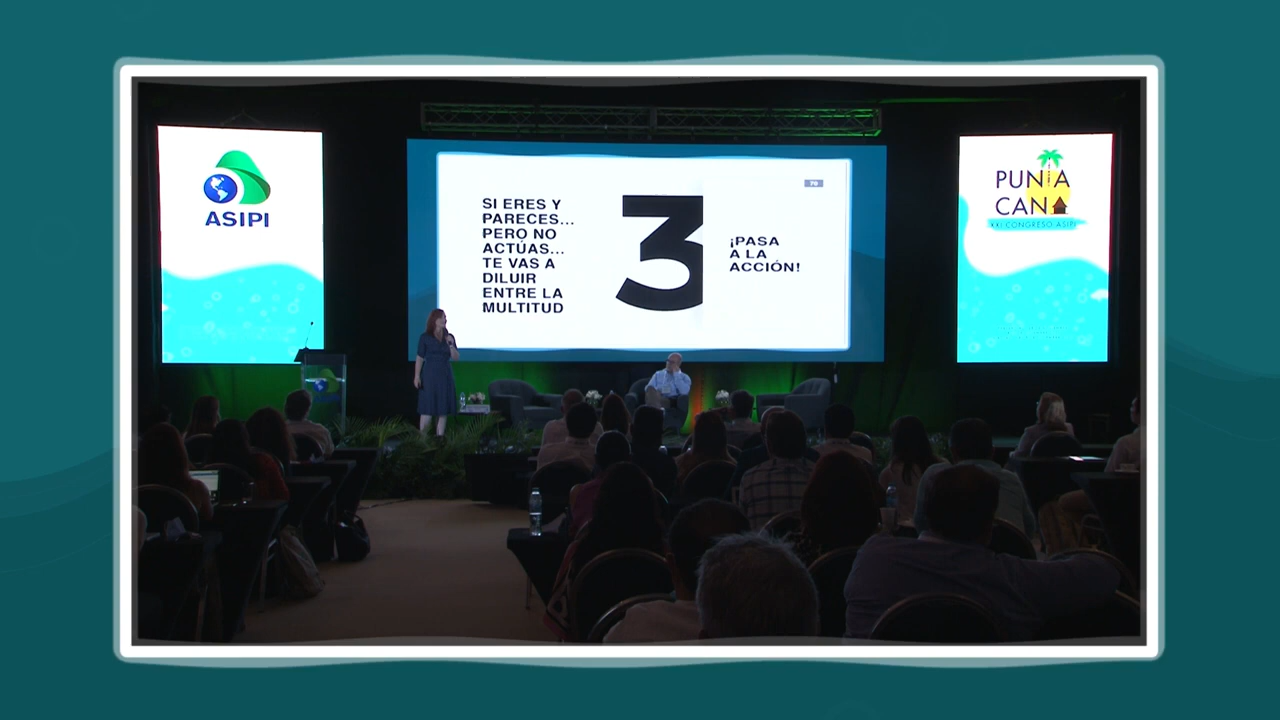 ASIPI
SI ERES Y
PARECES...
PERO NO
ACTÚAS...
TE VAS A
DILUIR
ENTRE LA
MULTITUD
3
¡PASA
A LA
ACCIÓN!
79
PUNTA
CANA
XXI CONGRESO ASIPI